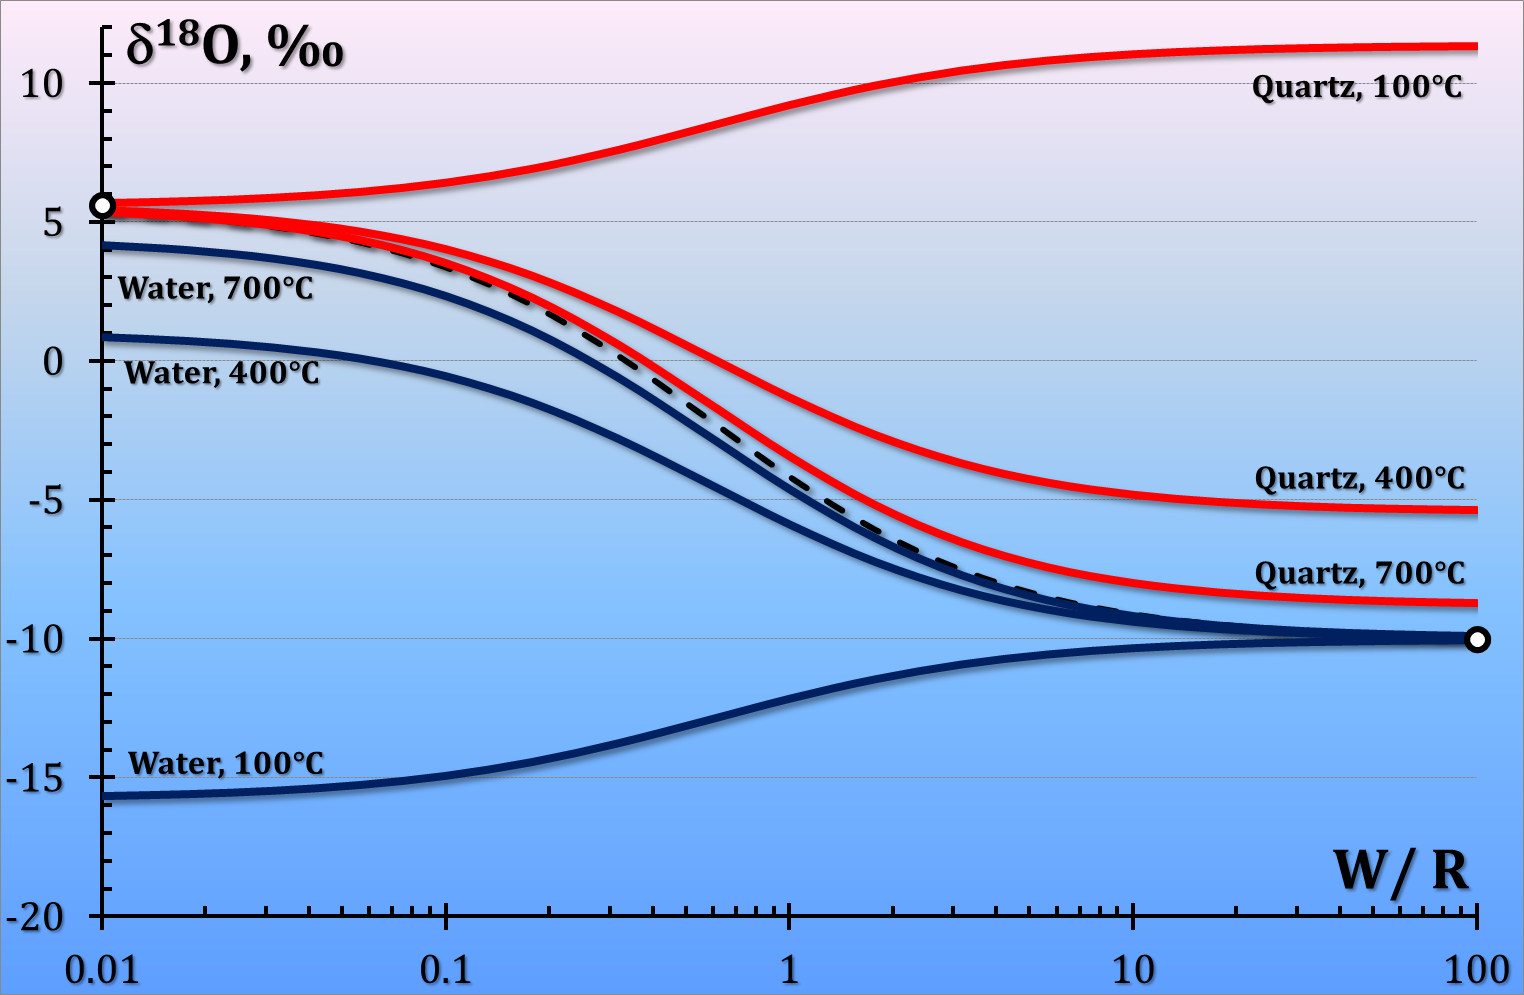 δ¹⁸O, ‰
10
Quartz, 100°C
5
Water, 700°C
0
Water, 400°C
Quartz, 400°C
-5
Quartz, 700°C
-10
Water, 100°C
-15
W/ R
-20
0.01 0.1 1 10 100